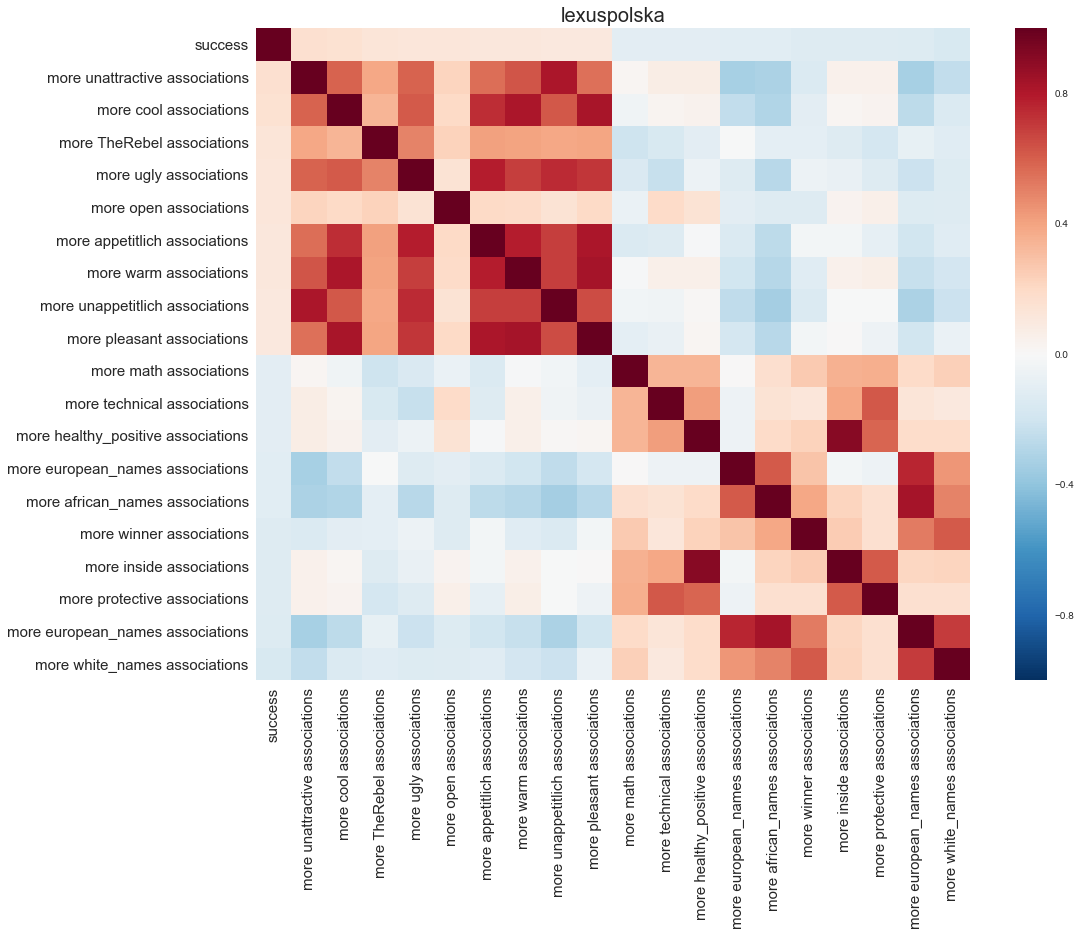 lexuspolska
success
more unattractive associations
more cool associations
more TheRebel associations
more ugly associations
more open associations
more appetitlich associations
more warm associations
more unappetitlich associations
more pleasant associations
more math associations
more technical associations
more healthy_positive associations
more european_names associations
more african_names associations
more winner associations
more inside associations
more protective associations
more european_names associations
more white_names associations
0.8
0.4
0.0
−0.4
−0.8
success
more unattractive associations
more cool associations
more TheRebel associations
more ugly associations
more open associations
more appetitlich associations
more warm associations
more unappetitlich associations
more pleasant associations
more math associations
more technical associations
more healthy_positive associations
more european_names associations
more african_names associations
more winner associations
more inside associations
more protective associations
more european_names associations
more white_names associations